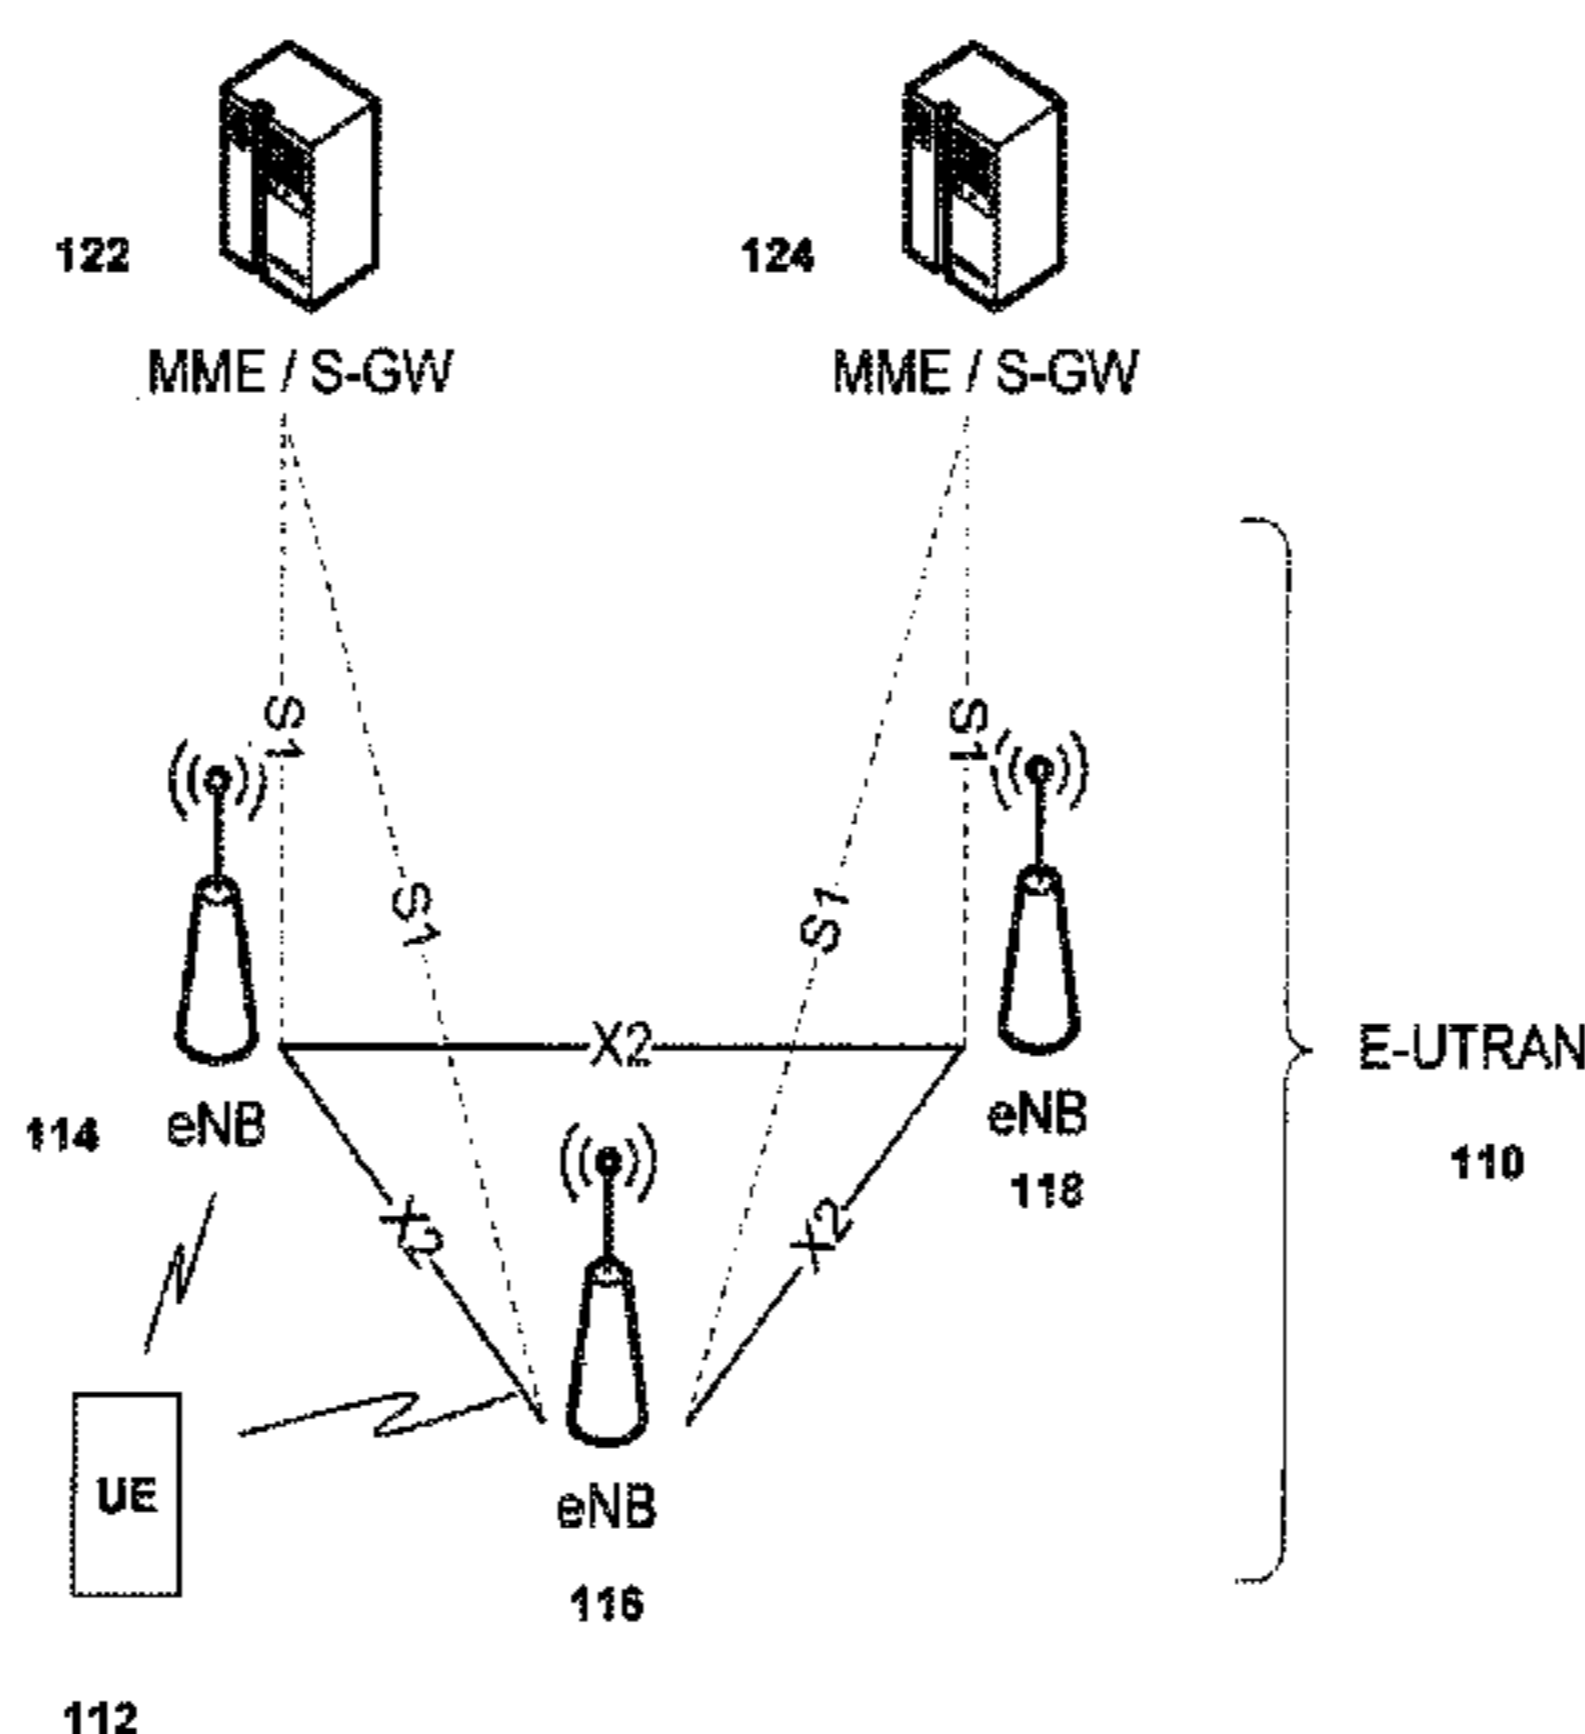 122
124
MME / S-GW
MME / S-GW
S1
S1
S1
S1
X2
E-UTRAN
eNB
eNB
114
118
110
X2
X2
UE
eNB
116
112